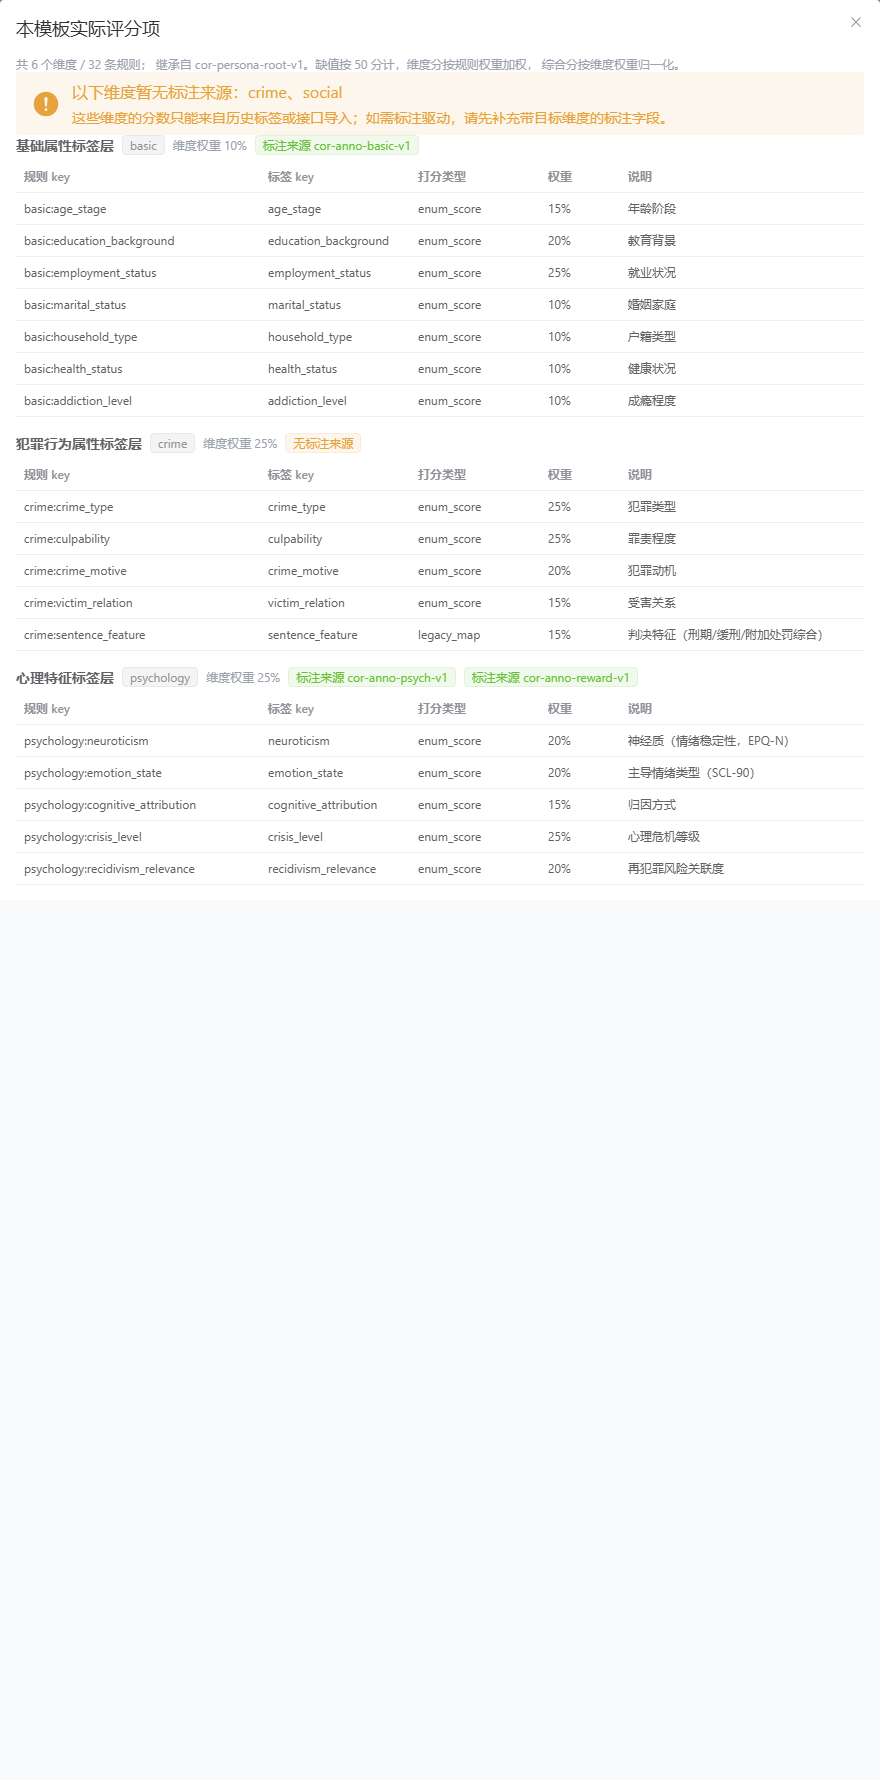 本模板实际评分项
共 6 个维度 / 32 条规则； 继承自 cor-persona-root-v1。缺值按 50 分计，维度分按规则权重加权， 综合分按维度权重归一化。
以下维度暂无标注来源：crime、social
这些维度的分数只能来自历史标签或接口导入；如需标注驱动，请先补充带目标维度的标注字段。
基础属性标签层 basic 维度权重 10% 标注来源 cor-anno-basic-v1
规则 key 标签 key 打分类型 权重 说明
basic:age_stage age_stage enum_score 15% 年龄阶段
basic:education_background education_background enum_score 20% 教育背景
basic:employment_status employment_status enum_score 25% 就业状况
basic:marital_status marital_status enum_score 10% 婚姻家庭
basic:household_type household_type enum_score 10% 户籍类型
basic:health_status health_status enum_score 10% 健康状况
basic:addiction_level addiction_level enum_score 10% 成瘾程度
犯罪行为属性标签层 crime 维度权重 25% 无标注来源
规则 key 标签 key 打分类型 权重 说明
crime:crime_type crime_type enum_score 25% 犯罪类型
crime:culpability culpability enum_score 25% 罪责程度
crime:crime_motive crime_motive enum_score 20% 犯罪动机
crime:victim_relation victim_relation enum_score 15% 受害关系
crime:sentence_feature sentence_feature legacy_map 15% 判决特征（刑期/缓刑/附加处罚综合）
心理特征标签层 psychology 维度权重 25% 标注来源 cor-anno-psych-v1 标注来源 cor-anno-reward-v1
规则 key 标签 key 打分类型 权重 说明
psychology:neuroticism neuroticism enum_score 20% 神经质（情绪稳定性，EPQ-N）
psychology:emotion_state emotion_state enum_score 20% 主导情绪类型（SCL-90）
psychology:cognitive_attribution cognitive_attribution enum_score 15% 归因方式
psychology:crisis_level crisis_level enum_score 25% 心理危机等级
psychology:recidivism_relevance recidivism_relevance enum_score 20% 再犯罪风险关联度